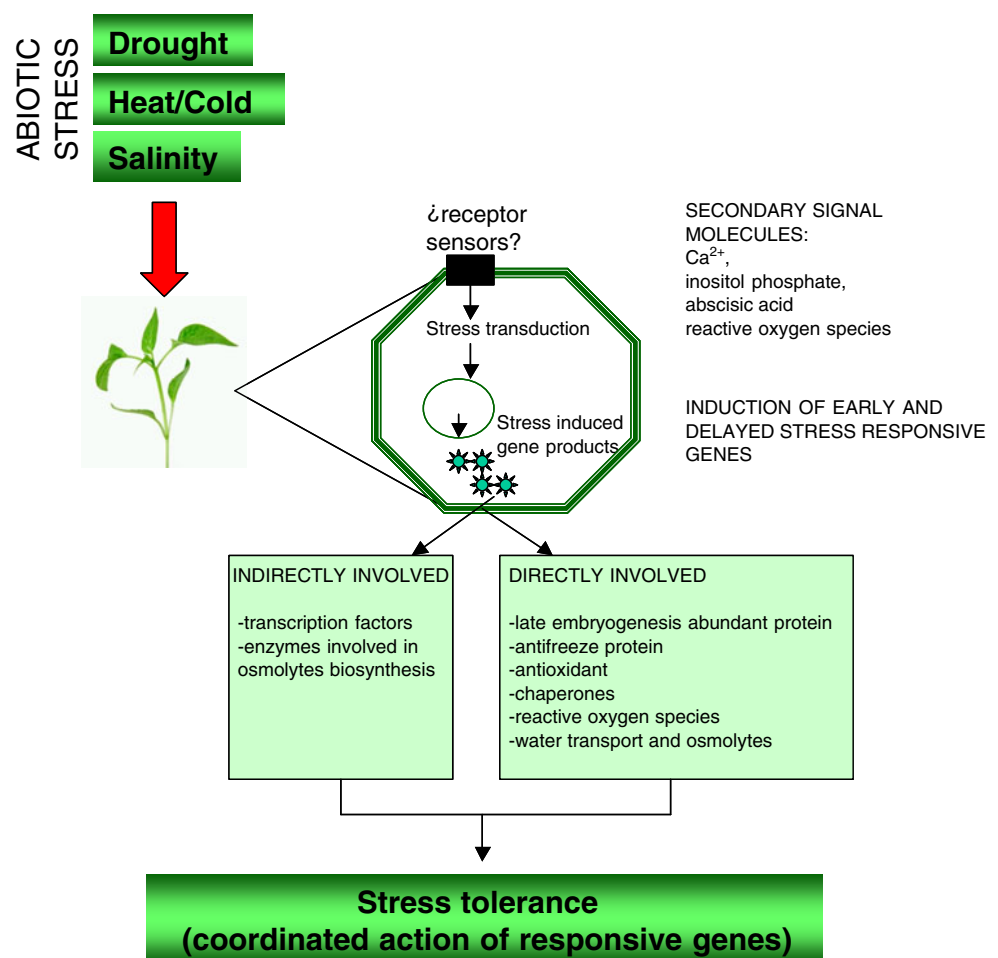 ABIOTIC
STRESS
Drought
Heat/Cold
Salinity
¿receptor
sensors?
Stress transduction
Stress induced
gene products
SECONDARY SIGNAL
MOLECULES:
Ca²⁺,
inositol phosphate,
abscisic acid
reactive oxygen species
INDUCTION OF EARLY AND
DELAYED STRESS RESPONSIVE
GENES
INDIRECTLY INVOLVED
-transcription factors
-enzymes involved in
osmolytes biosynthesis
DIRECTLY INVOLVED
-late embryogenesis abundant protein
-antifreeze protein
-antioxidant
-chaperones
-reactive oxygen species
-water transport and osmolytes
Stress tolerance
(coordinated action of responsive genes)